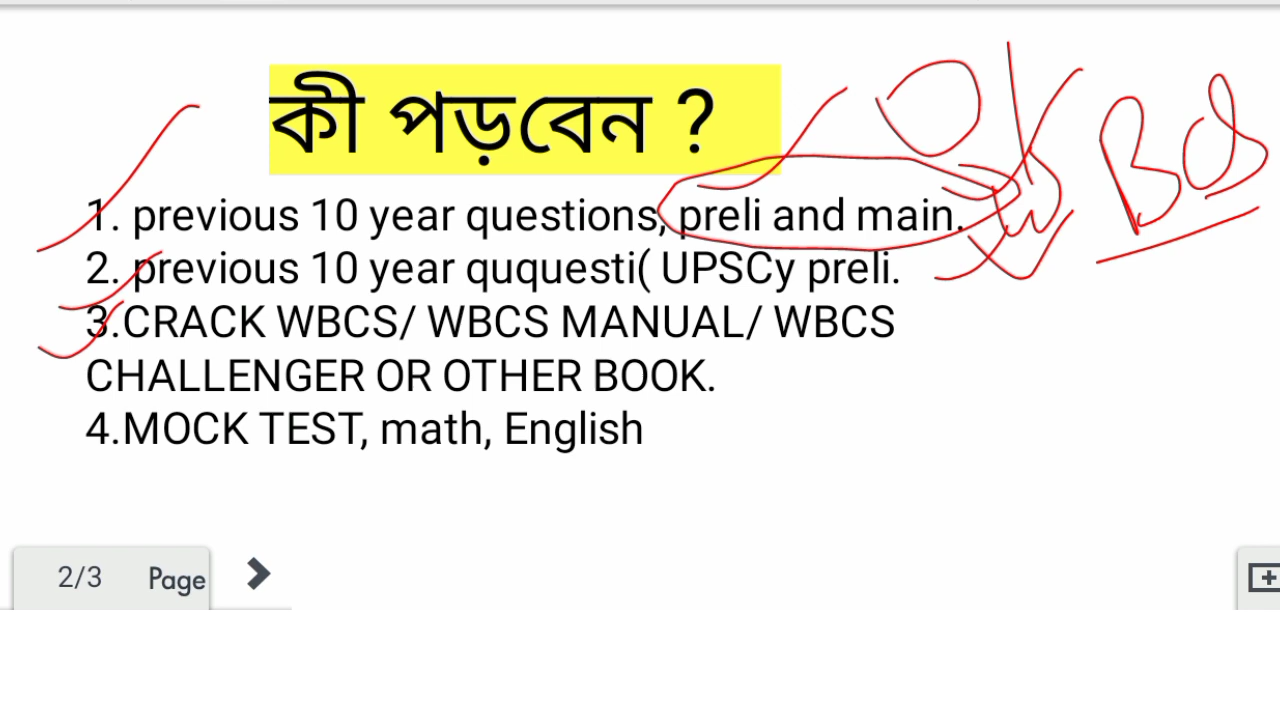 কী পড়বেন ?
1. previous 10 year questions, preli and main.
2. previous 10 year ququesti( UPSCy preli.
3.CRACK WBCS/ WBCS MANUAL/ WBCS
CHALLENGER OR OTHER BOOK.
4.MOCK TEST, math, English
2/3 Page